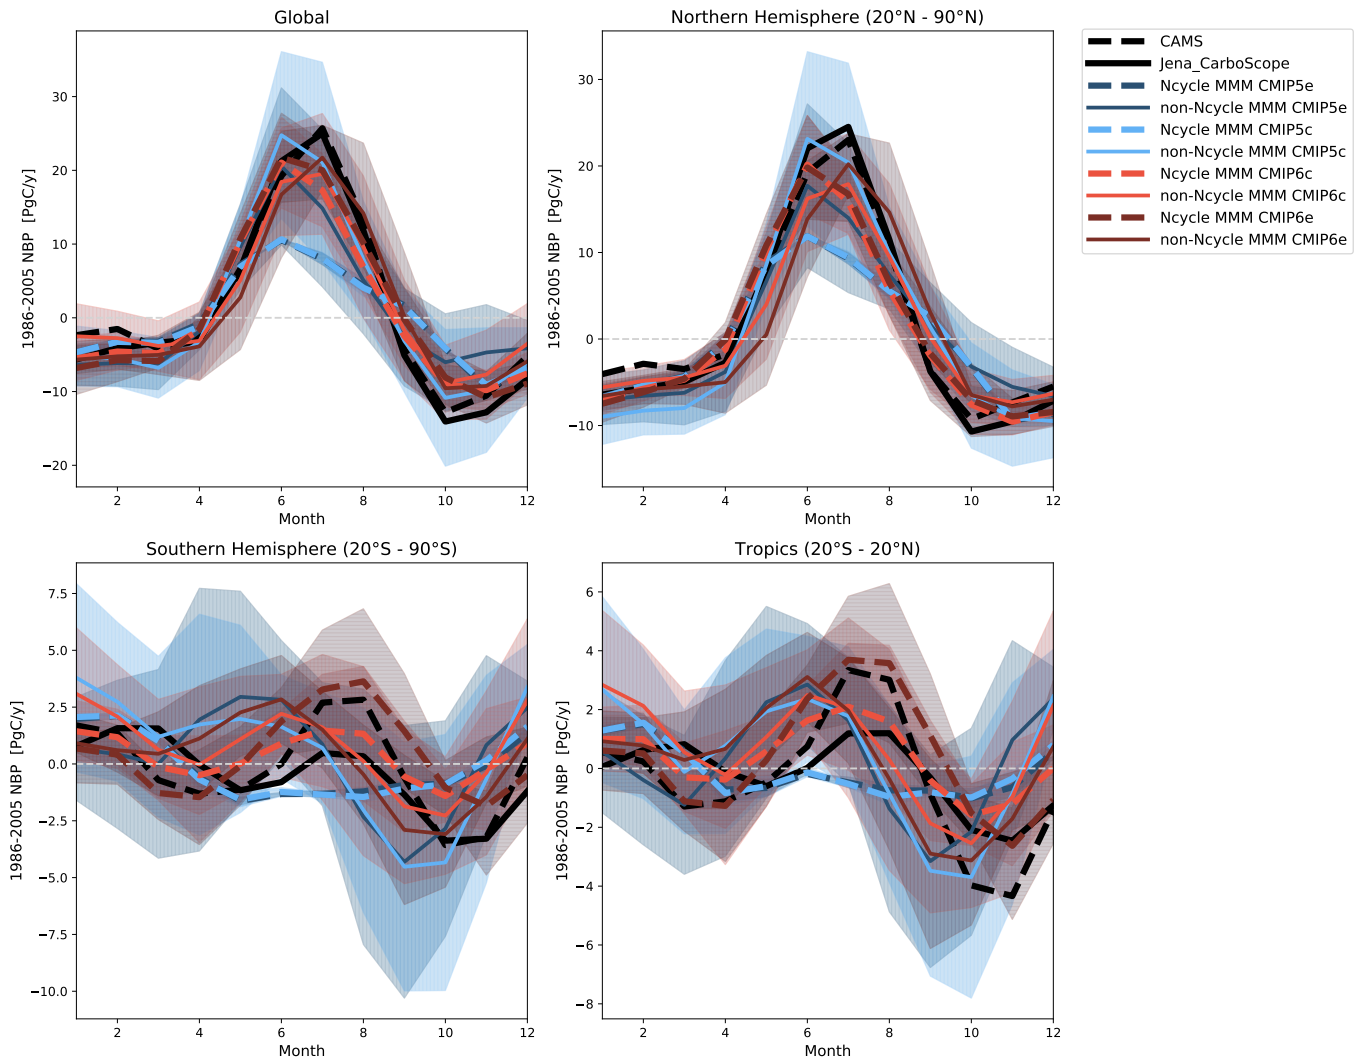 Global
30
20
10
0
−10
−20
1986-2005 NBP [PgC/y]
2
4
6
8
10
12
Month
Northern Hemisphere (20°N - 90°N)
30
20
10
0
−10
1986-2005 NBP [PgC/y]
2
4
6
8
10
12
Month
CAMS
Jena_CarboScope
Ncycle MMM CMIP5e
non-Ncycle MMM CMIP5e
Ncycle MMM CMIP5c
non-Ncycle MMM CMIP5c
Ncycle MMM CMIP6c
non-Ncycle MMM CMIP6c
Ncycle MMM CMIP6e
non-Ncycle MMM CMIP6e
Southern Hemisphere (20°S - 90°S)
7.5
5.0
2.5
0.0
−2.5
−5.0
−7.5
−10.0
1986-2005 NBP [PgC/y]
2
4
6
8
10
12
Month
Tropics (20°S - 20°N)
6
4
2
0
−2
−4
−6
−8
1986-2005 NBP [PgC/y]
2
4
6
8
10
12
Month